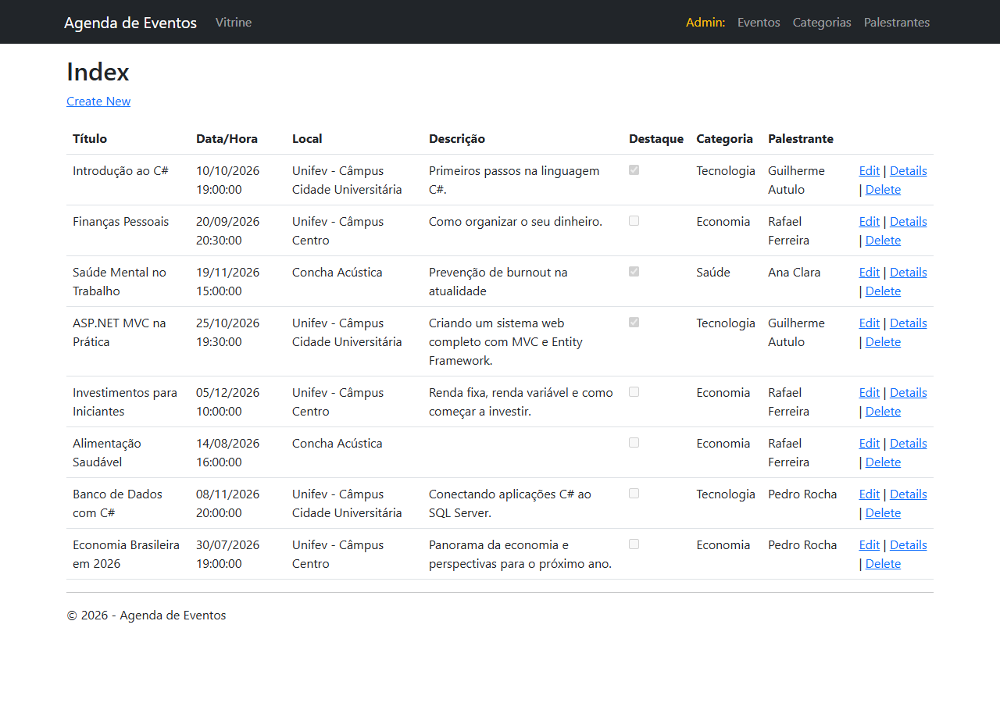 Agenda de Eventos Vitrine Admin: Eventos Categorias Palestrantes
Index
Create New
Título Data/Hora Local Descrição Destaque Categoria Palestrante
Introdução ao C# 10/10/2026 Unifev - Câmpus Primeiros passos na linguagem Tecnologia Guilherme Edit | Details
19:00:00 Cidade Universitária C#. Autulo | Delete
Finanças Pessoais 20/09/2026 Unifev - Câmpus Como organizar o seu dinheiro. Economia Rafael Edit | Details
20:30:00 Centro Ferreira | Delete
Saúde Mental no 19/11/2026 Concha Acústica Prevenção de burnout na Saúde Ana Clara Edit | Details
Trabalho 15:00:00 atualidade | Delete
ASP.NET MVC na 25/10/2026 Unifev - Câmpus Criando um sistema web Tecnologia Guilherme Edit | Details
Prática 19:30:00 Cidade Universitária completo com MVC e Entity Autulo | Delete
Framework.
Investimentos para 05/12/2026 Unifev - Câmpus Renda fixa, renda variável e como Economia Rafael Edit | Details
Iniciantes 10:00:00 Centro começar a investir. Ferreira | Delete
Alimentação 14/08/2026 Concha Acústica Economia Rafael Edit | Details
Saudável 16:00:00 Ferreira | Delete
Banco de Dados 08/11/2026 Unifev - Câmpus Conectando aplicações C# ao Tecnologia Pedro Rocha Edit | Details
com C# 20:00:00 Cidade Universitária SQL Server. | Delete
Economia Brasileira 30/07/2026 Unifev - Câmpus Panorama da economia e Economia Pedro Rocha Edit | Details
em 2026 19:00:00 Centro perspectivas para o próximo ano. | Delete
© 2026 - Agenda de Eventos